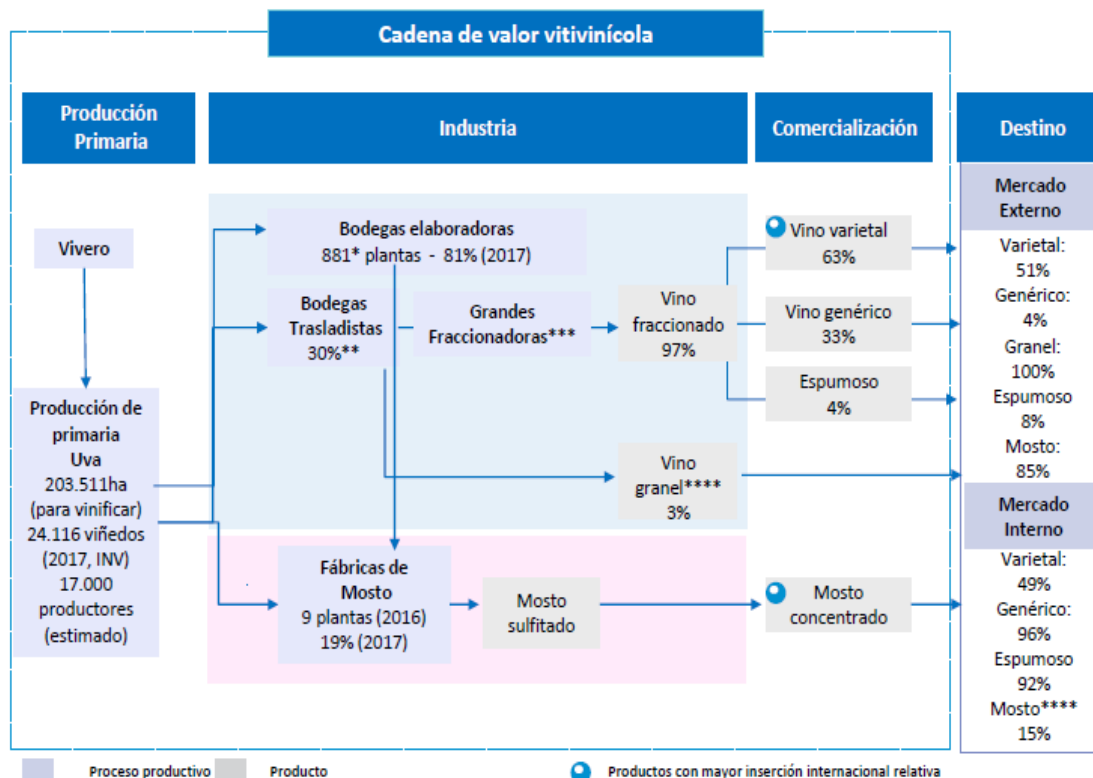 Cadena de valor vitivinícola
Producción
Primaria
Industria
Comercialización
Destino
Vivero
Producción de
primaria
Uva
203.511ha
(para vinificar)
24.116 viñedos
(2017, INV)
17.000
productores
(estimado)
Bodegas elaboradoras
881* plantas - 81% (2017)
Bodegas
Trasladistas
30%**
Grandes
Fraccionadoras***
Vino
fraccionado
97%
Vino
granel****
3%
Fábricas de
Mosto
9 plantas (2016)
19% (2017)
Mosto
sulfitado
Vino varietal
63%
Vino genérico
33%
Espumoso
4%
Mosto
concentrado
Mercado
Externo
Varietal:
51%
Genérico:
4%
Granel:
100%
Espumoso
8%
Mosto:
85%
Mercado
Interno
Varietal:
49%
Genérico:
96%
Espumoso
92%
Mosto****
15%
Proceso productivo
Producto
Productos con mayor inserción internacional relativa